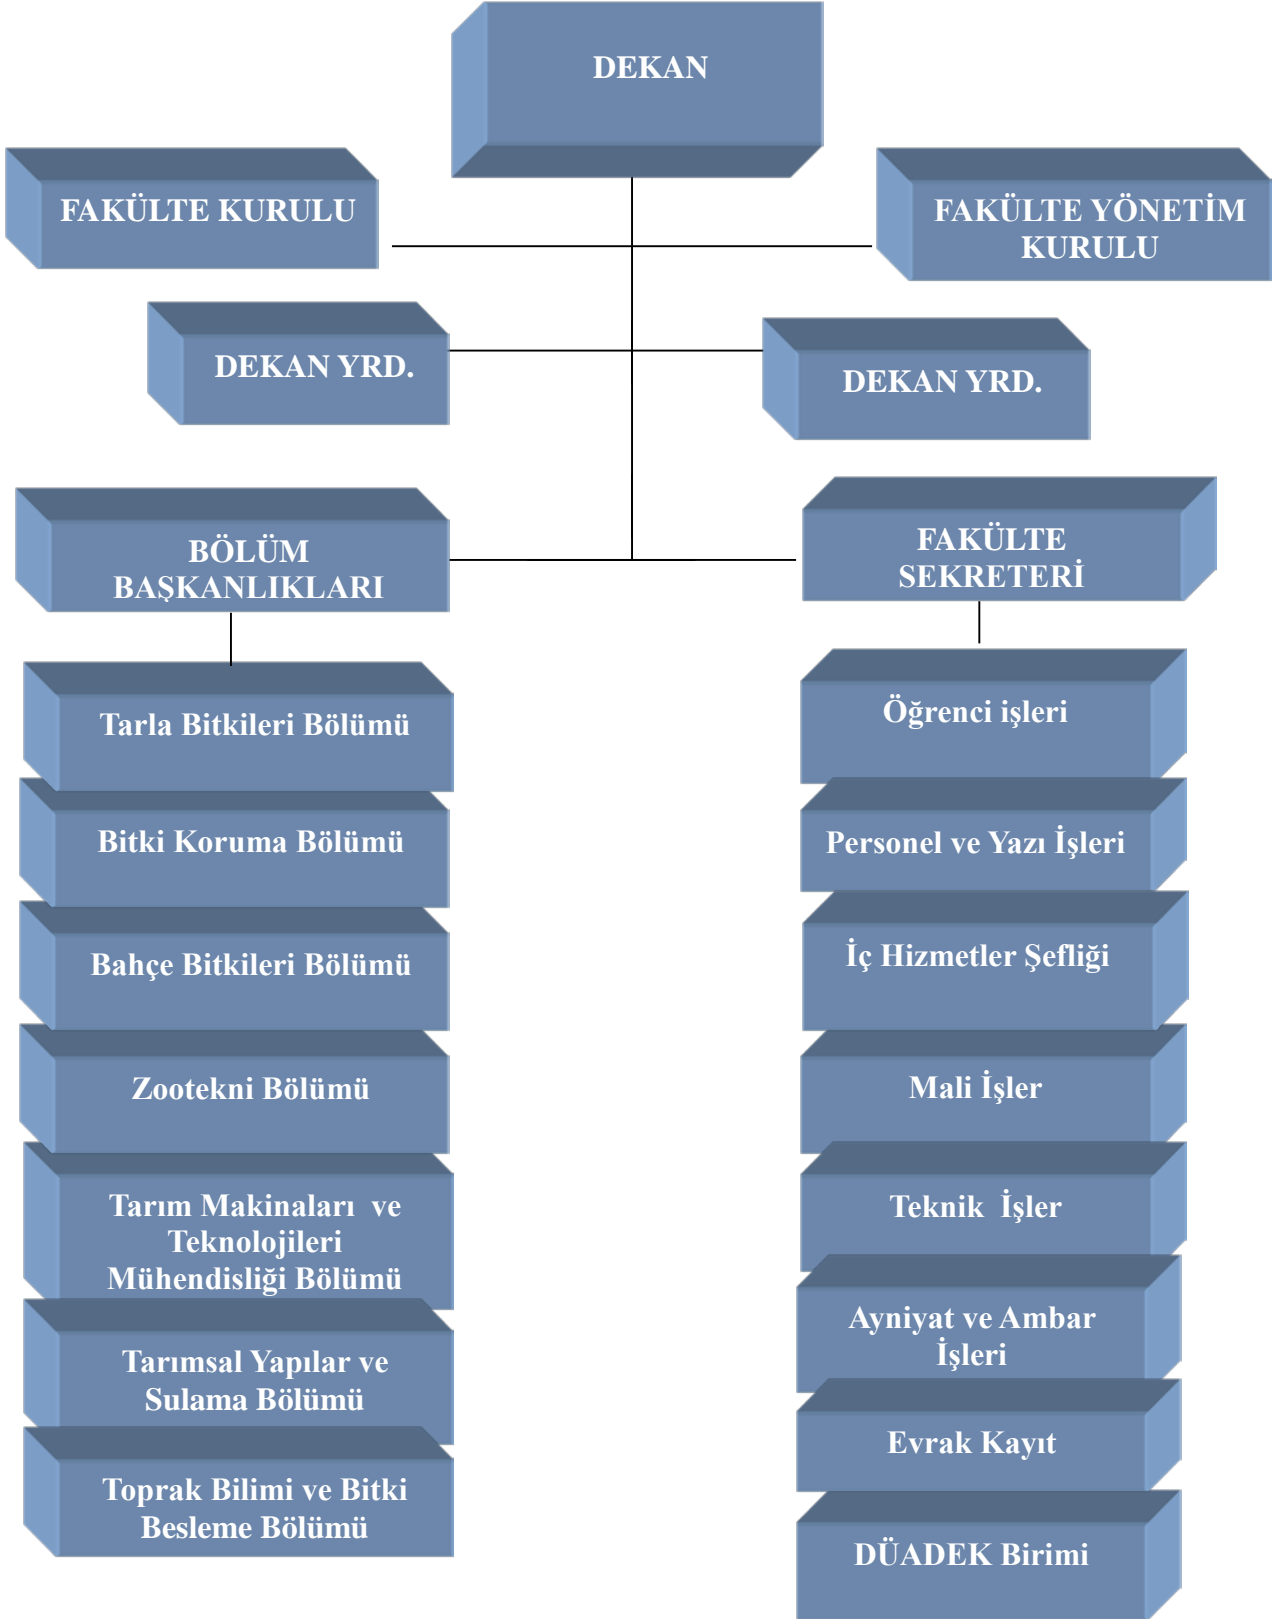 DEKAN
FAKÜLTE KURULU
FAKÜLTE YÖNETİM
KURULU
DEKAN YRD.
DEKAN YRD.
BÖLÜM
BAŞKANLIKLARI
FAKÜLTE
SEKRETERİ
Tarla Bitkileri Bölümü
Bitki Koruma Bölümü
Bahçe Bitkileri Bölümü
Zootekni Bölümü
Tarım Makinaları  ve
Teknolojileri
Mühendisliği Bölümü
Tarımsal Yapılar ve
Sulama Bölümü
Toprak Bilimi ve Bitki
Besleme Bölümü
Öğrenci işleri
Personel ve Yazı İşleri
İç Hizmetler Şefliği
Mali İşler
Teknik  İşler
Ayniyat ve Ambar
İşleri
Evrak Kayıt
DÜADEK Birimi